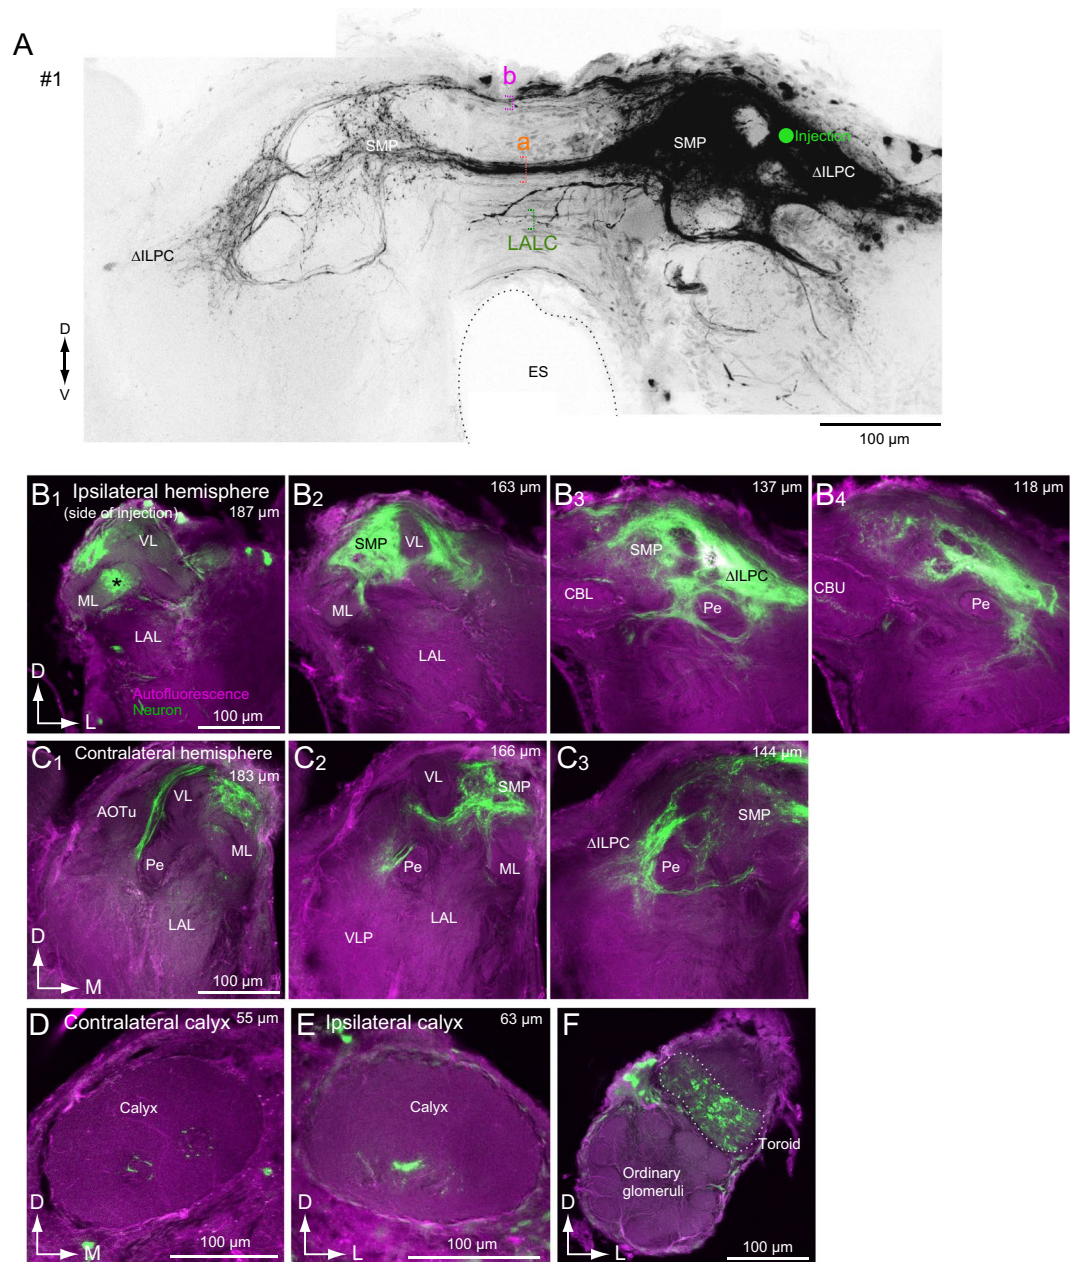 A
#1
b
a
SMP
SMP
Injection
ΔILPC
ΔILPC
LALC
ES
D
V
100 µm
B1 Ipsilateral hemisphere
(side of injection)
187 µm
VL
*
ML
LAL
Autofluorescence
Neuron
D
L
100 µm
B2
163 µm
SMP
VL
ML
LAL
B3
137 µm
SMP
ΔILPC
CBL
Pe
B4
118 µm
CBU
Pe
C1 Contralateral hemisphere
183 µm
VL
AOTu
ML
Pe
LAL
D
M
100 µm
C2
166 µm
VL
SMP
Pe
ML
LAL
VLP
C3
144 µm
SMP
ΔILPC
Pe
D Contralateral calyx 55 µm
Calyx
D
M
100 µm
E Ipsilateral calyx 63 µm
Calyx
D
L
100 µm
F
Toroid
Ordinary
glomeruli
D
L
100 µm